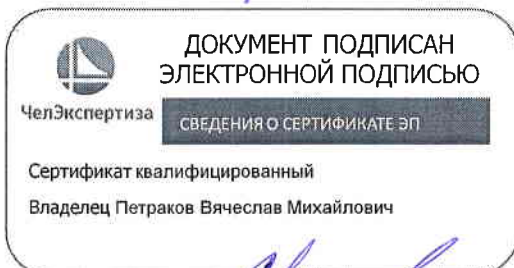 ДОКУМЕНТ ПОДПИСАН
ЭЛЕКТРОННОЙ ПОДПИСЬЮ
ЧелЭкспертиза
СВЕДЕНИЯ О СЕРТИФИКАТЕ ЭП
Сертификат квалифицированный
Владелец Петраков Вячеслав Михайлович